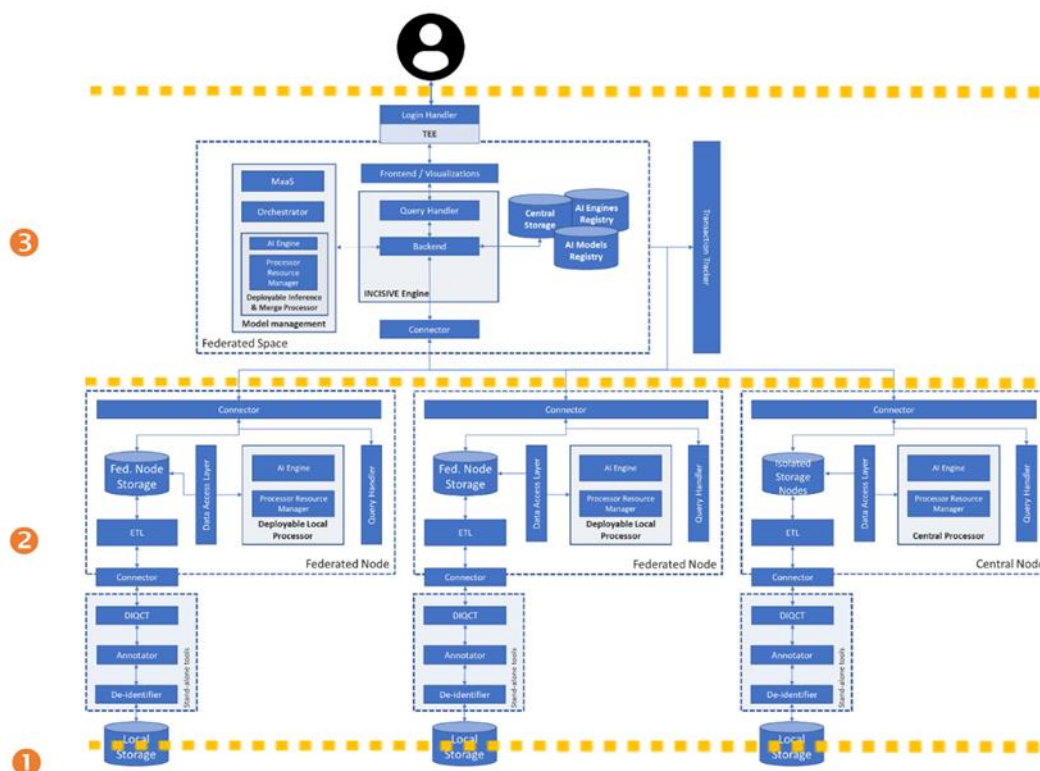 Login Handler
TEE
MaaS
Orchestrator
AI Engine
Processor
Resource
Manager
Deployable Inference
& Merge Processor
Model management
Frontend / Visualizations
Query Handler
Backend
INCISIVE Engine
Central
Storage
AI Engines
Registry
AI Models
Registry
Connector
Federated Space
Transaction Tracker
3
Connector
Fed. Node
Storage
Data Access Layer
AI Engine
Processor Resource
Manager
Deployable Local
Processor
Query Handler
ETL
Federated Node
Connector
Fed. Node
Storage
Data Access Layer
AI Engine
Processor Resource
Manager
Deployable Local
Processor
Query Handler
ETL
Federated Node
Connector
Isolated
Storage
Nodes
Data Access Layer
AI Engine
Processor Resource
Manager
Central Processor
Query Handler
ETL
Central Node
2
Connector
DIQCT
Annotator
De-identifier
Stand-alone tools
Local
Storage
Connector
DIQCT
Annotator
De-identifier
Stand-alone tools
Local
Storage
Connector
DIQCT
Annotator
De-identifier
Stand-alone tools
Local
Storage
1